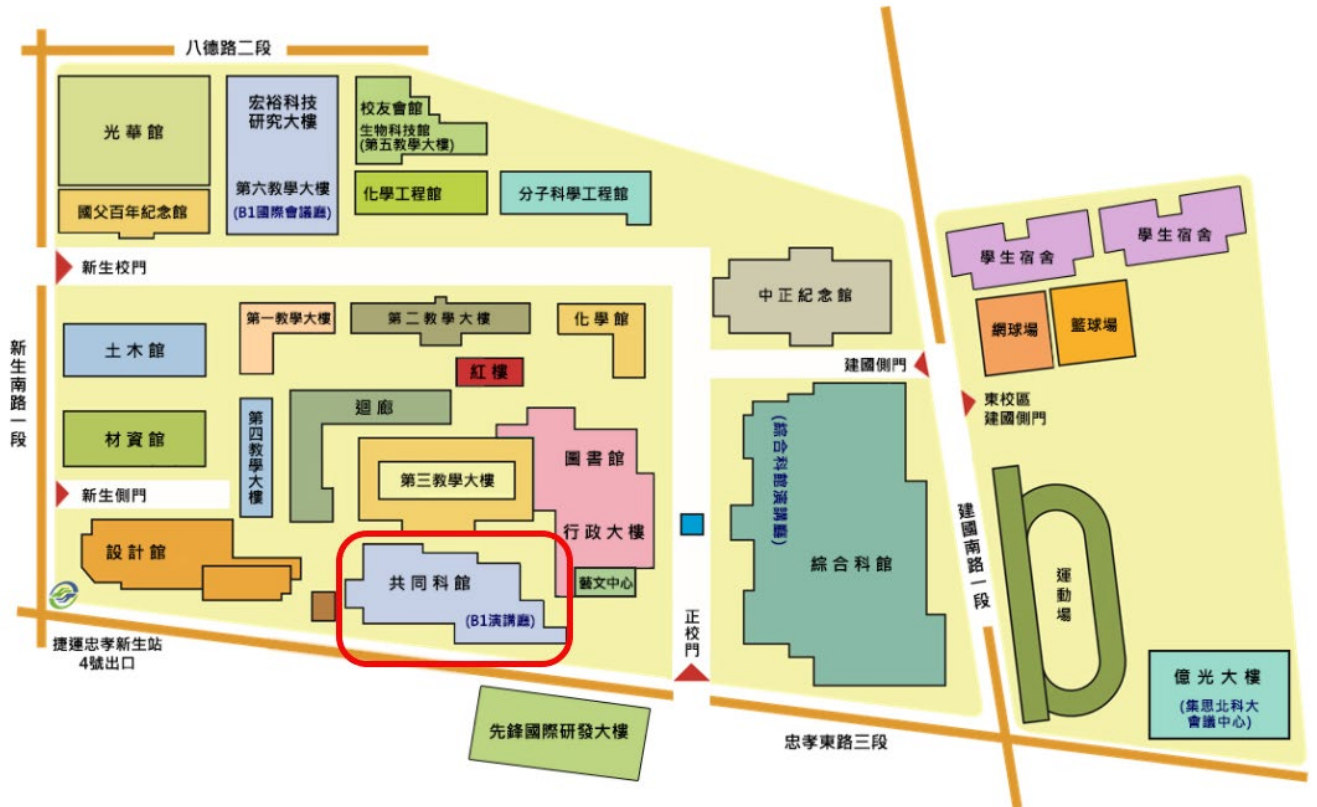 八德路二段
光華館
宏裕科技
研究大樓
第六教學大樓
(B1國際會議廳)
校友會館
生物科技館
(第五教學大樓)
國父百年紀念館
化學工程館
分子科學工程館
新生校門
中正紀念館
學生宿舍
學生宿舍
網球場
籃球場
新生南路一段
土木館
第一教學大樓
第二教學大樓
化學館
紅樓
建國側門
東校區
建國側門
材資館
第四教學大樓
迴廊
第三教學大樓
圖書館
行政大樓
藝文中心
(綜合科館演講廳)
綜合科館
建國南路一段
運動場
新生側門
設計館
共同科館
(B1演講廳)
正校門
捷運忠孝新生站
4號出口
先鋒國際研發大樓
忠孝東路三段
億光大樓
(集思北科大
會議中心)